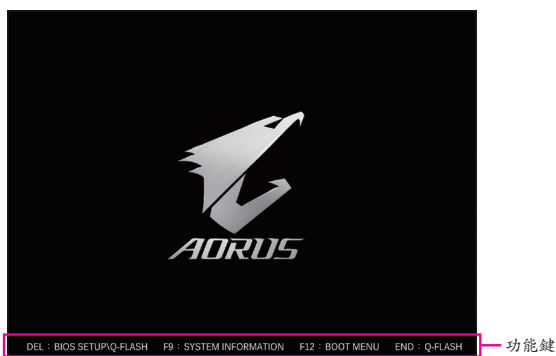 AORUS
DEL : BIOS SETUP\Q-FLASH F9 : SYSTEM INFORMATION F12 : BOOT MENU END : Q-FLASH
功能鍵